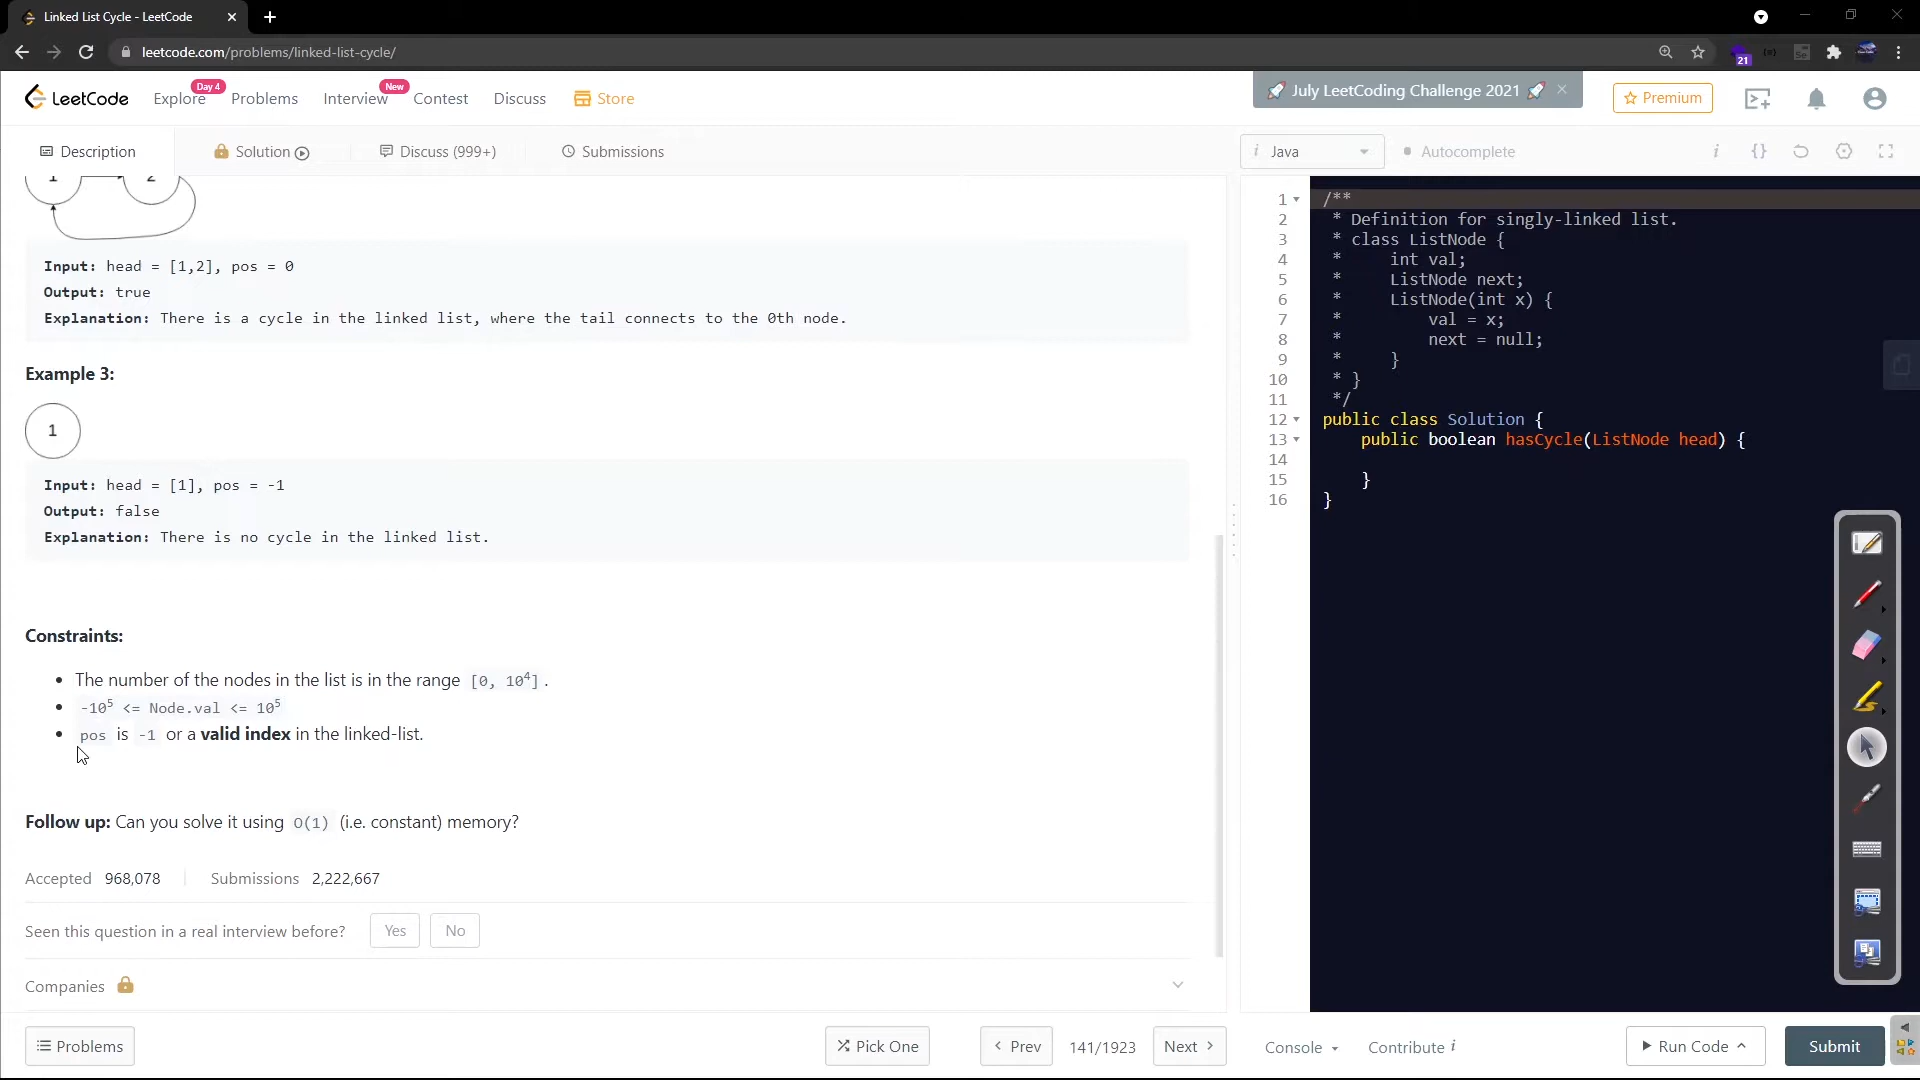 Linked List Cycle - LeetCode
leetcode.com/problems/linked-list-cycle/
21
LeetCode
Explore
Day 4
Problems
Interview
New
Contest
Discuss
Store
🚀 July LeetCoding Challenge 2021 🚀
Premium
Description
Solution
Discuss (999+)
Submissions
i Java
Autocomplete
1 2
Input: head = [1,2], pos = 0
Output: true
Explanation: There is a cycle in the linked list, where the tail connects to the 0th node.
Example 3:
1
Input: head = [1], pos = -1
Output: false
Explanation: There is no cycle in the linked list.
Constraints:
• The number of the nodes in the list is in the range [0, 10⁴].
• -10⁵ <= Node.val <= 10⁵
• pos is -1 or a valid index in the linked-list.
Follow up: Can you solve it using O(1) (i.e. constant) memory?
Accepted 968,078 Submissions 2,222,667
Seen this question in a real interview before? Yes No
Companies
1 /**
2 * Definition for singly-linked list.
3 * class ListNode {
4 * int val;
5 * ListNode next;
6 * ListNode(int x) {
7 * val = x;
8 * next = null;
9 * }
10 * }
11 */
12 public class Solution {
13 public boolean hasCycle(ListNode head) {
14
15 }
16 }
Problems
Pick One
Prev
141/1923
Next
Console
Contribute i
Run Code
Submit